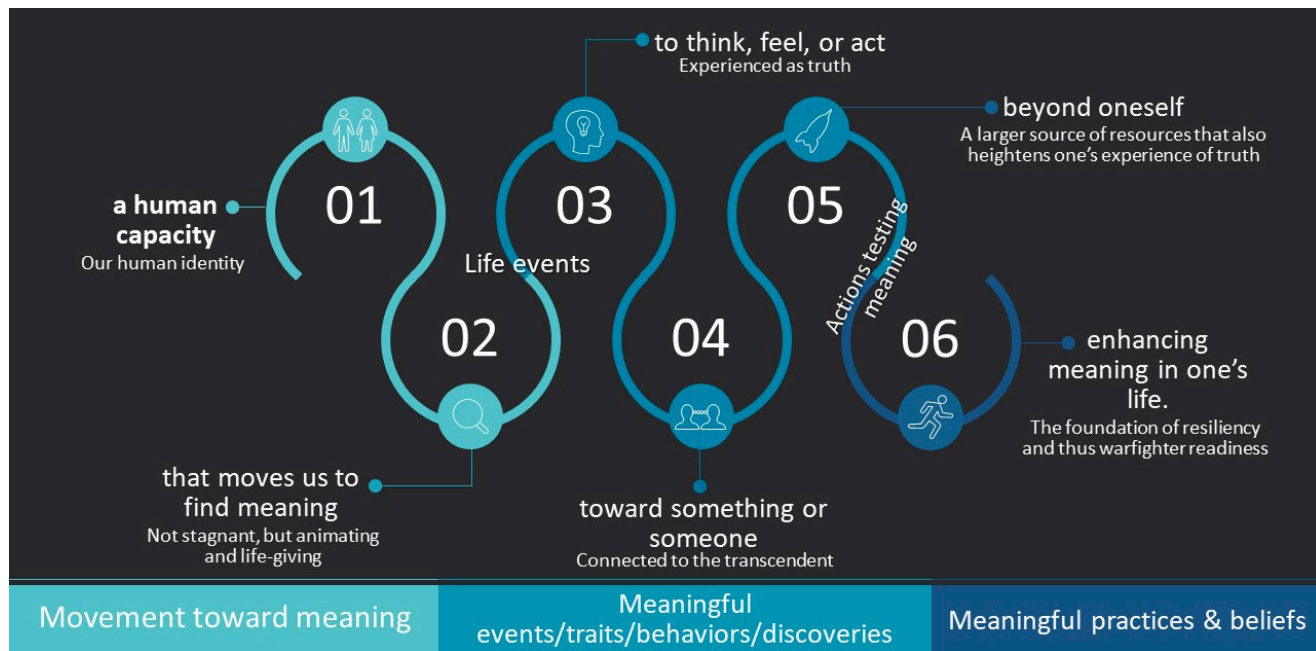 a human
capacity
Our human identity
01
that moves us to
find meaning
Not stagnant, but animating
and life-giving
02
Life events
to think, feel, or act
Experienced as truth
03
toward something or
someone
Connected to the transcendent
04
beyond oneself
A larger source of resources that also
heightens one’s experience of truth
05
Actions testing
meaning
06
enhancing
meaning in one’s
life.
The foundation of resiliency
and thus warfighter readiness
Movement toward meaning
Meaningful
events/traits/behaviors/discoveries
Meaningful practices & beliefs